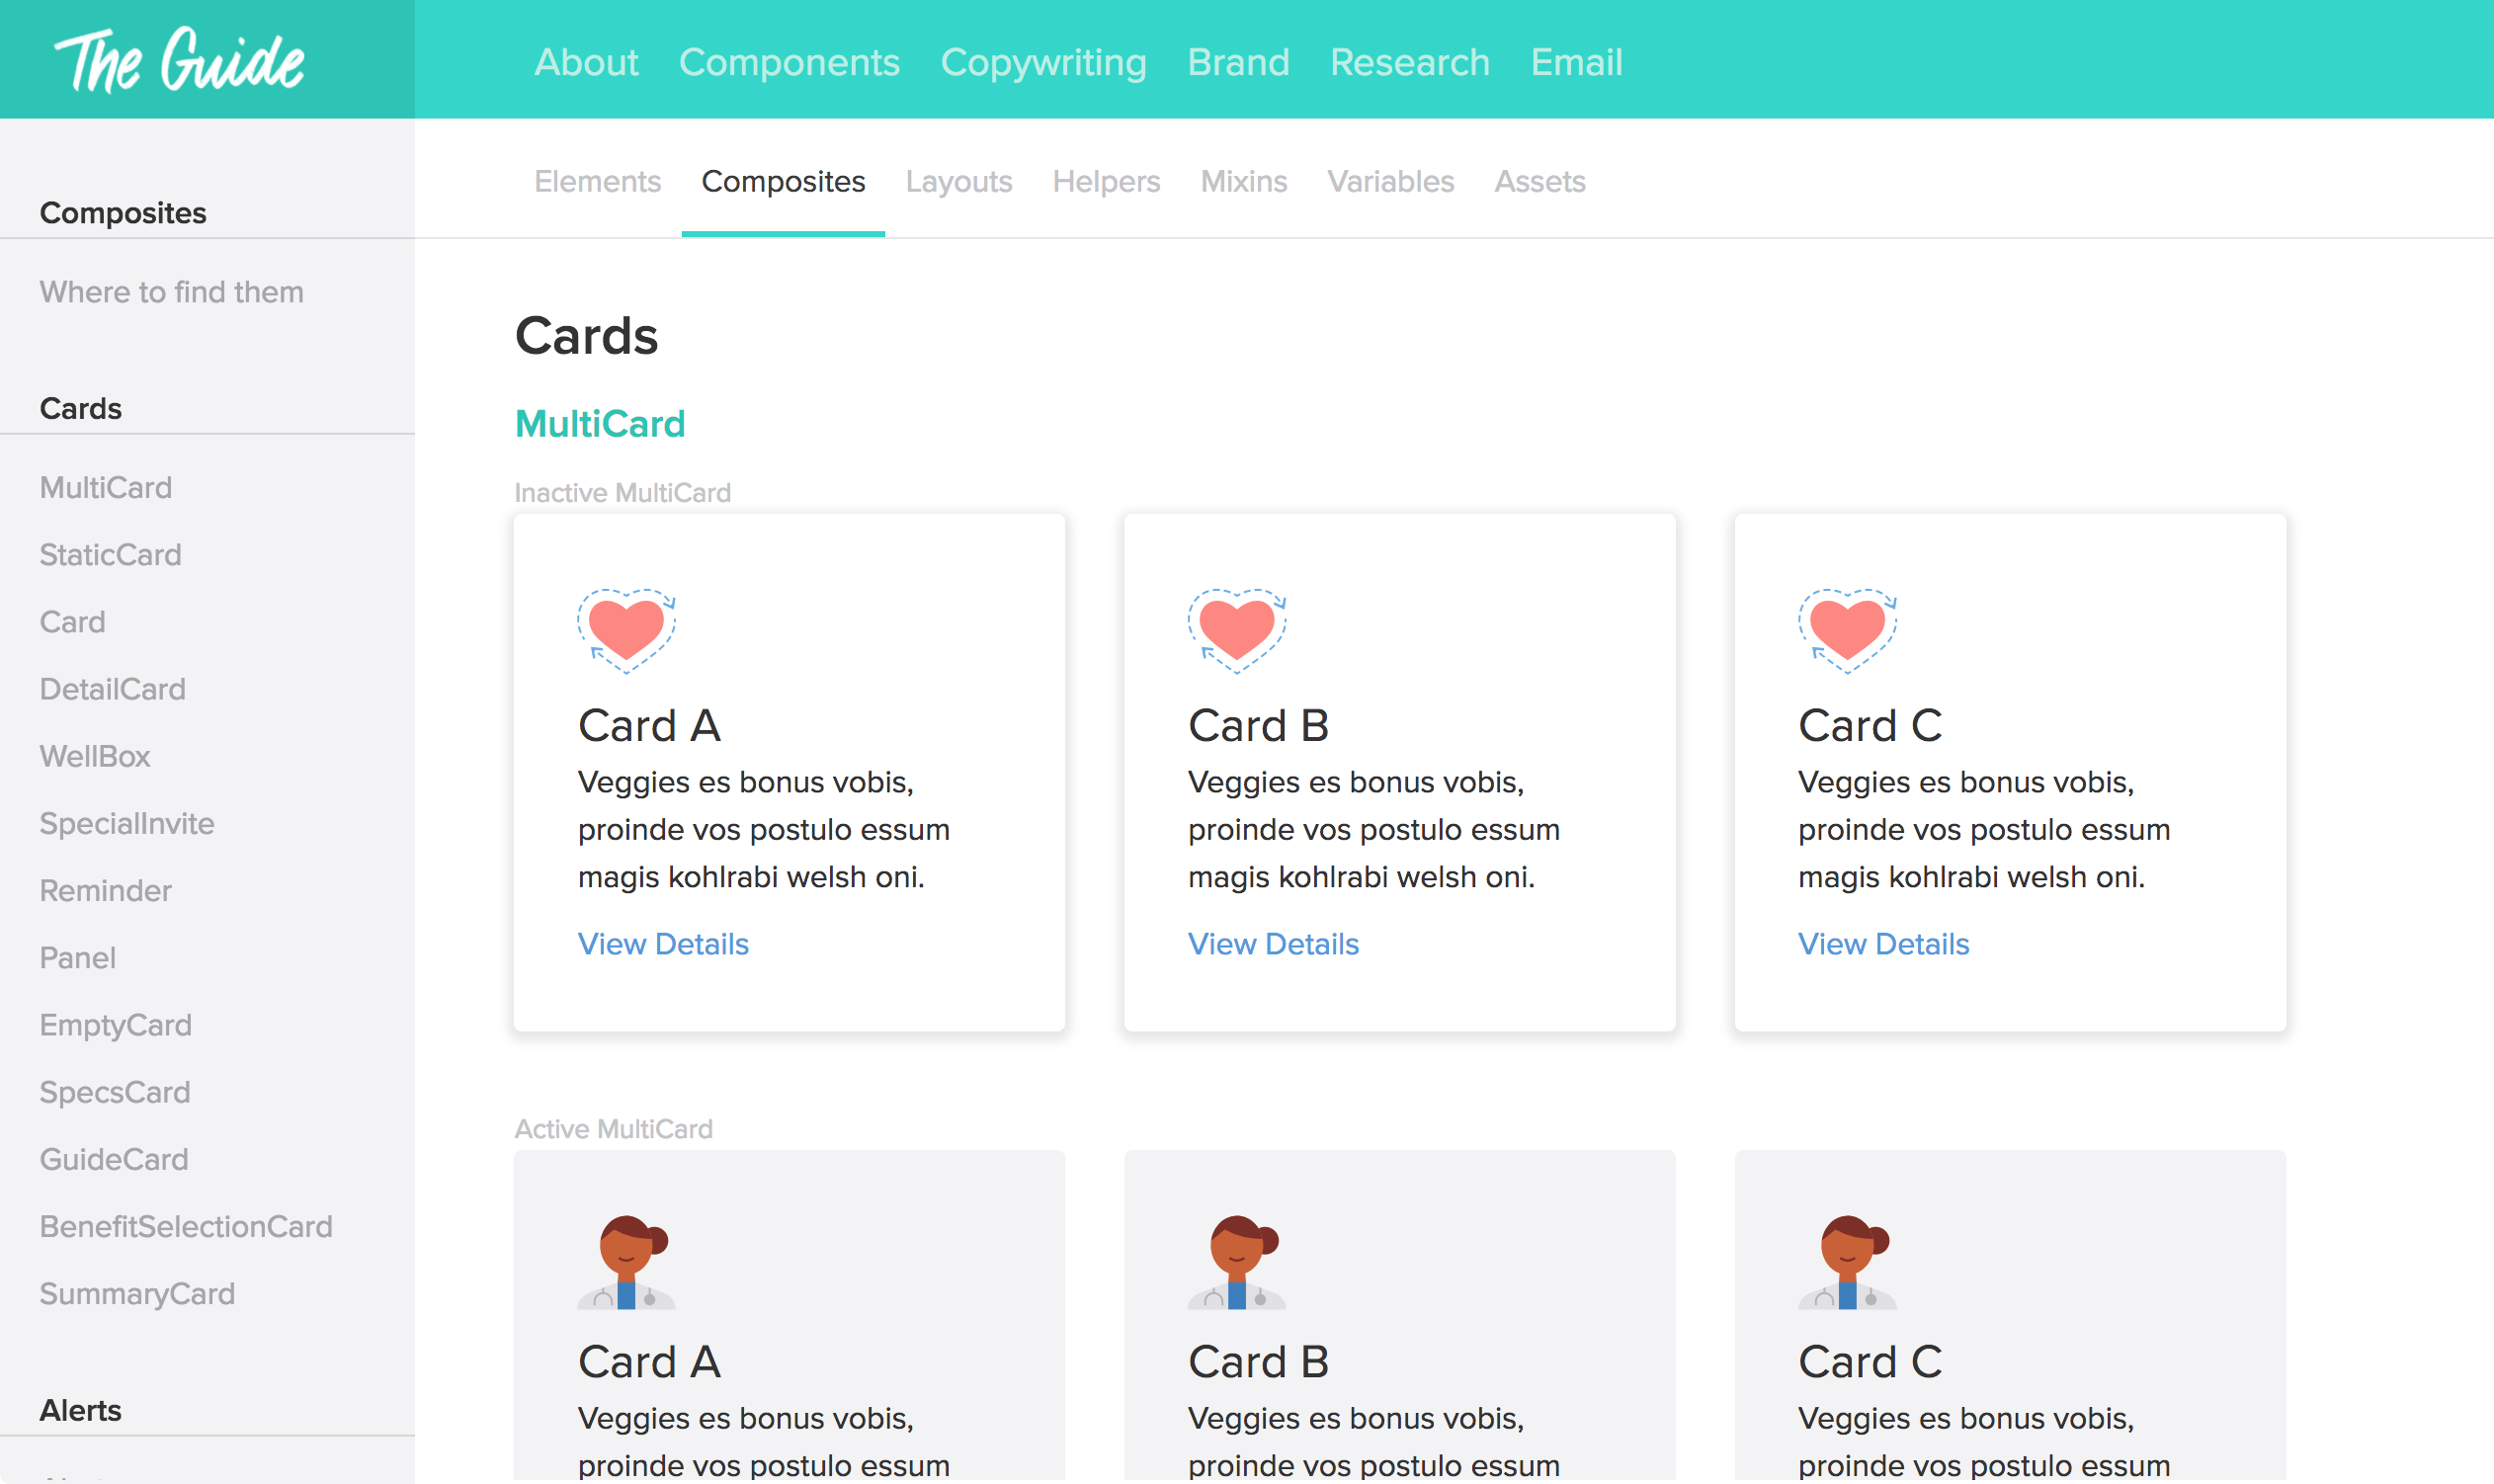 The Guide
About Components Copywriting Brand Research Email
Elements Composites Layouts Helpers Mixins Variables Assets
Composites
Where to find them
Cards
MultiCard
StaticCard
Card
DetailCard
WellBox
SpecialInvite
Reminder
Panel
EmptyCard
SpecsCard
GuideCard
BenefitSelectionCard
SummaryCard
Alerts
Cards
MultiCard
Inactive MultiCard
Card A
Veggies es bonus vobis,
proinde vos postulo essum
magis kohlrabi welsh oni.
View Details
Card B
Veggies es bonus vobis,
proinde vos postulo essum
magis kohlrabi welsh oni.
View Details
Card C
Veggies es bonus vobis,
proinde vos postulo essum
magis kohlrabi welsh oni.
View Details
Active MultiCard
Card A
Veggies es bonus vobis,
proinde vos postulo essum
Card B
Veggies es bonus vobis,
proinde vos postulo essum
Card C
Veggies es bonus vobis,
proinde vos postulo essum